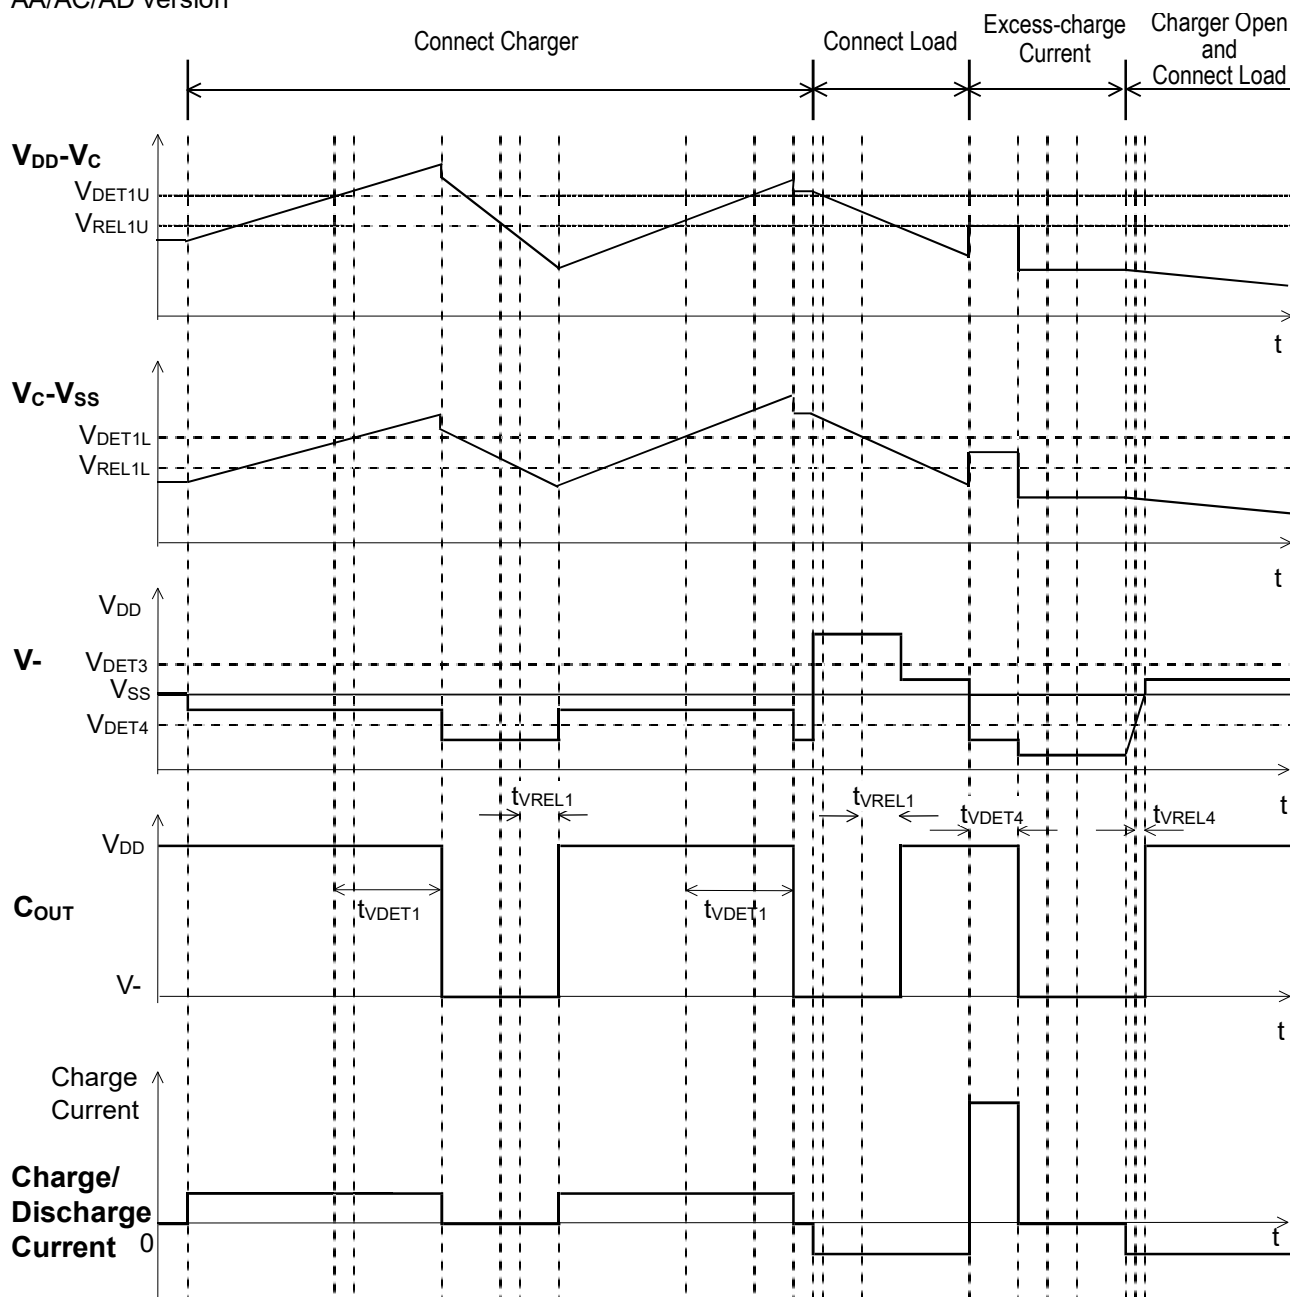 AA/AC/AD version
Connect Charger
Connect Load
Excess-charge
Current
Charger Open
and
Connect Load
VDD-VC
VDET1U
VREL1U
t
VC-VSS
VDET1L
VREL1L
t
VDD
V-
VDET3
VSS
VDET4
t
tVREL1
tVREL1
tVDET4
tVREL4
VDD
COUT
tVDET1
tVDET1
V-
t
Charge
Current
Charge/
Discharge
Current
0
t